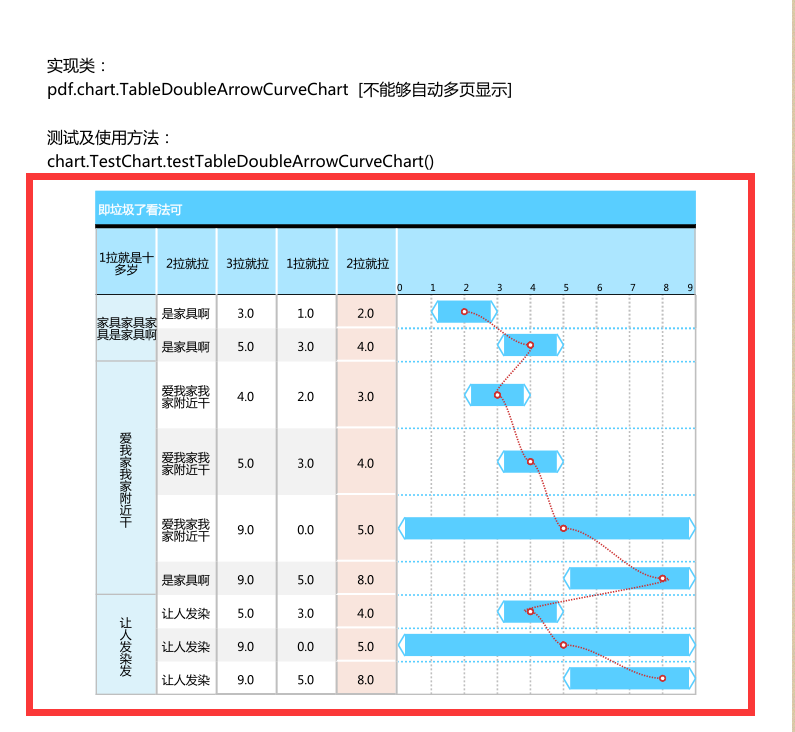 实现类：
pdf.chart.TableDoubleArrowCurveChart  [不能够自动多页显示]
测试及使用方法：
chart.TestChart.testTableDoubleArrowCurveChart()
即垃圾了看法可
1拉就是十
多岁
2拉就拉
3拉就拉
1拉就拉
2拉就拉
0 1 2 3 4 5 6 7 8 9
家具家具家
具是家具啊
是家具啊 3.0 1.0 2.0
是家具啊 5.0 3.0 4.0
爱我家我家附近干
爱我家我
家附近干
4.0 2.0 3.0
爱我家我
家附近干
5.0 3.0 4.0
爱我家我
家附近干
9.0 0.0 5.0
是家具啊 9.0 5.0 8.0
让人发染发
让人发染 5.0 3.0 4.0
让人发染 9.0 0.0 5.0
让人发染 9.0 5.0 8.0